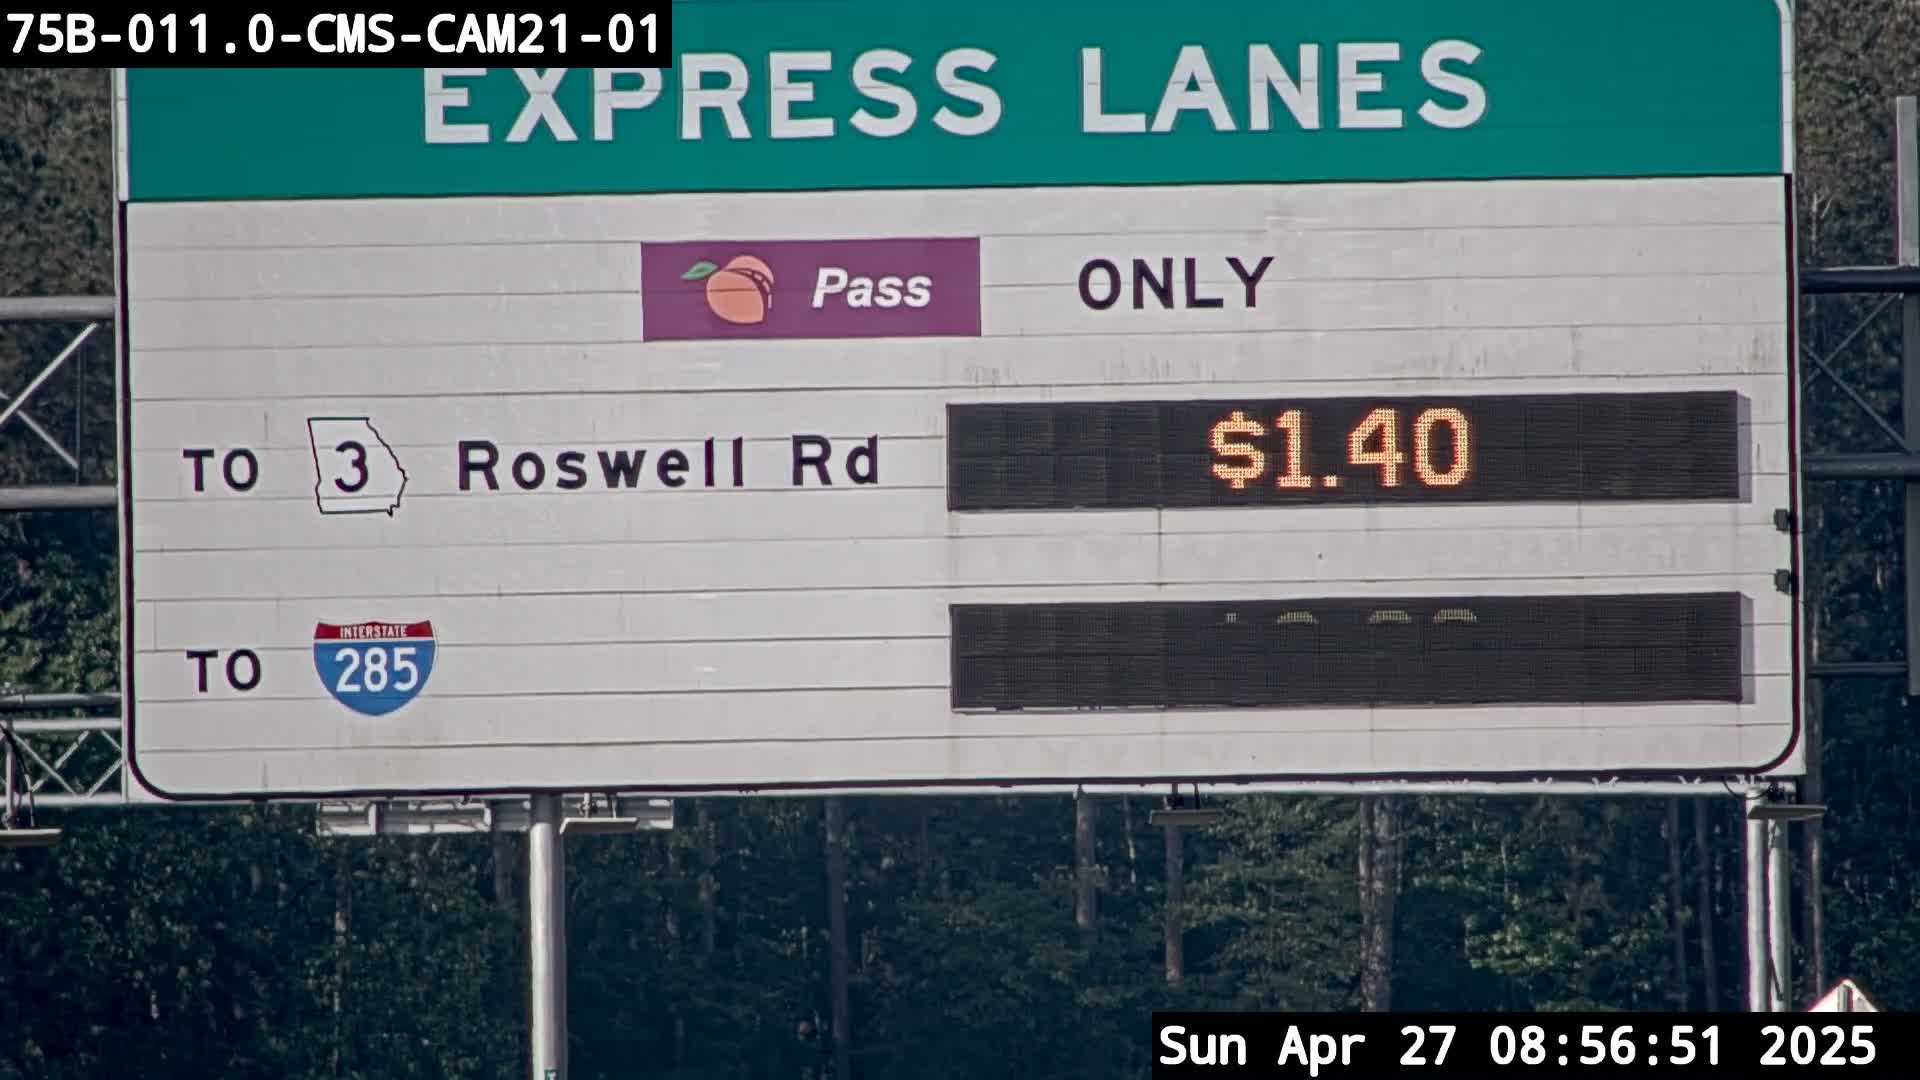 75B-011.0-CMS-CAM21-01
EXPRESS LANES
Pass ONLY
TO 3 Roswell Rd $1.40
TO INTERSTATE 285
Sun Apr 27 08:56:51 2025